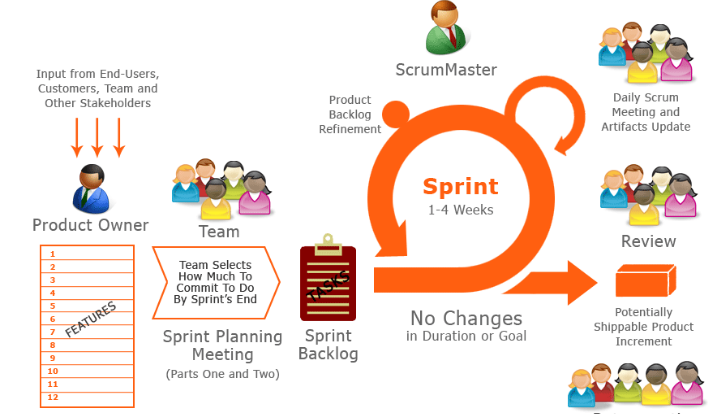 ScrumMaster
Input from End-Users,
Customers, Team and
Other Stakeholders
Product Owner
Team
1
2
3
4
5
6
7
8
9
10
11
12
FEATURES
Team Selects
How Much To
Commit To Do
By Sprint's End
Sprint Planning
Meeting
(Parts One and Two)
TASKS
Sprint
Backlog
Product
Backlog
Refinement
Sprint
1-4 Weeks
No Changes
in Duration or Goal
Daily Scrum
Meeting and
Artifacts Update
Review
Potentially
Shippable Product
Increment